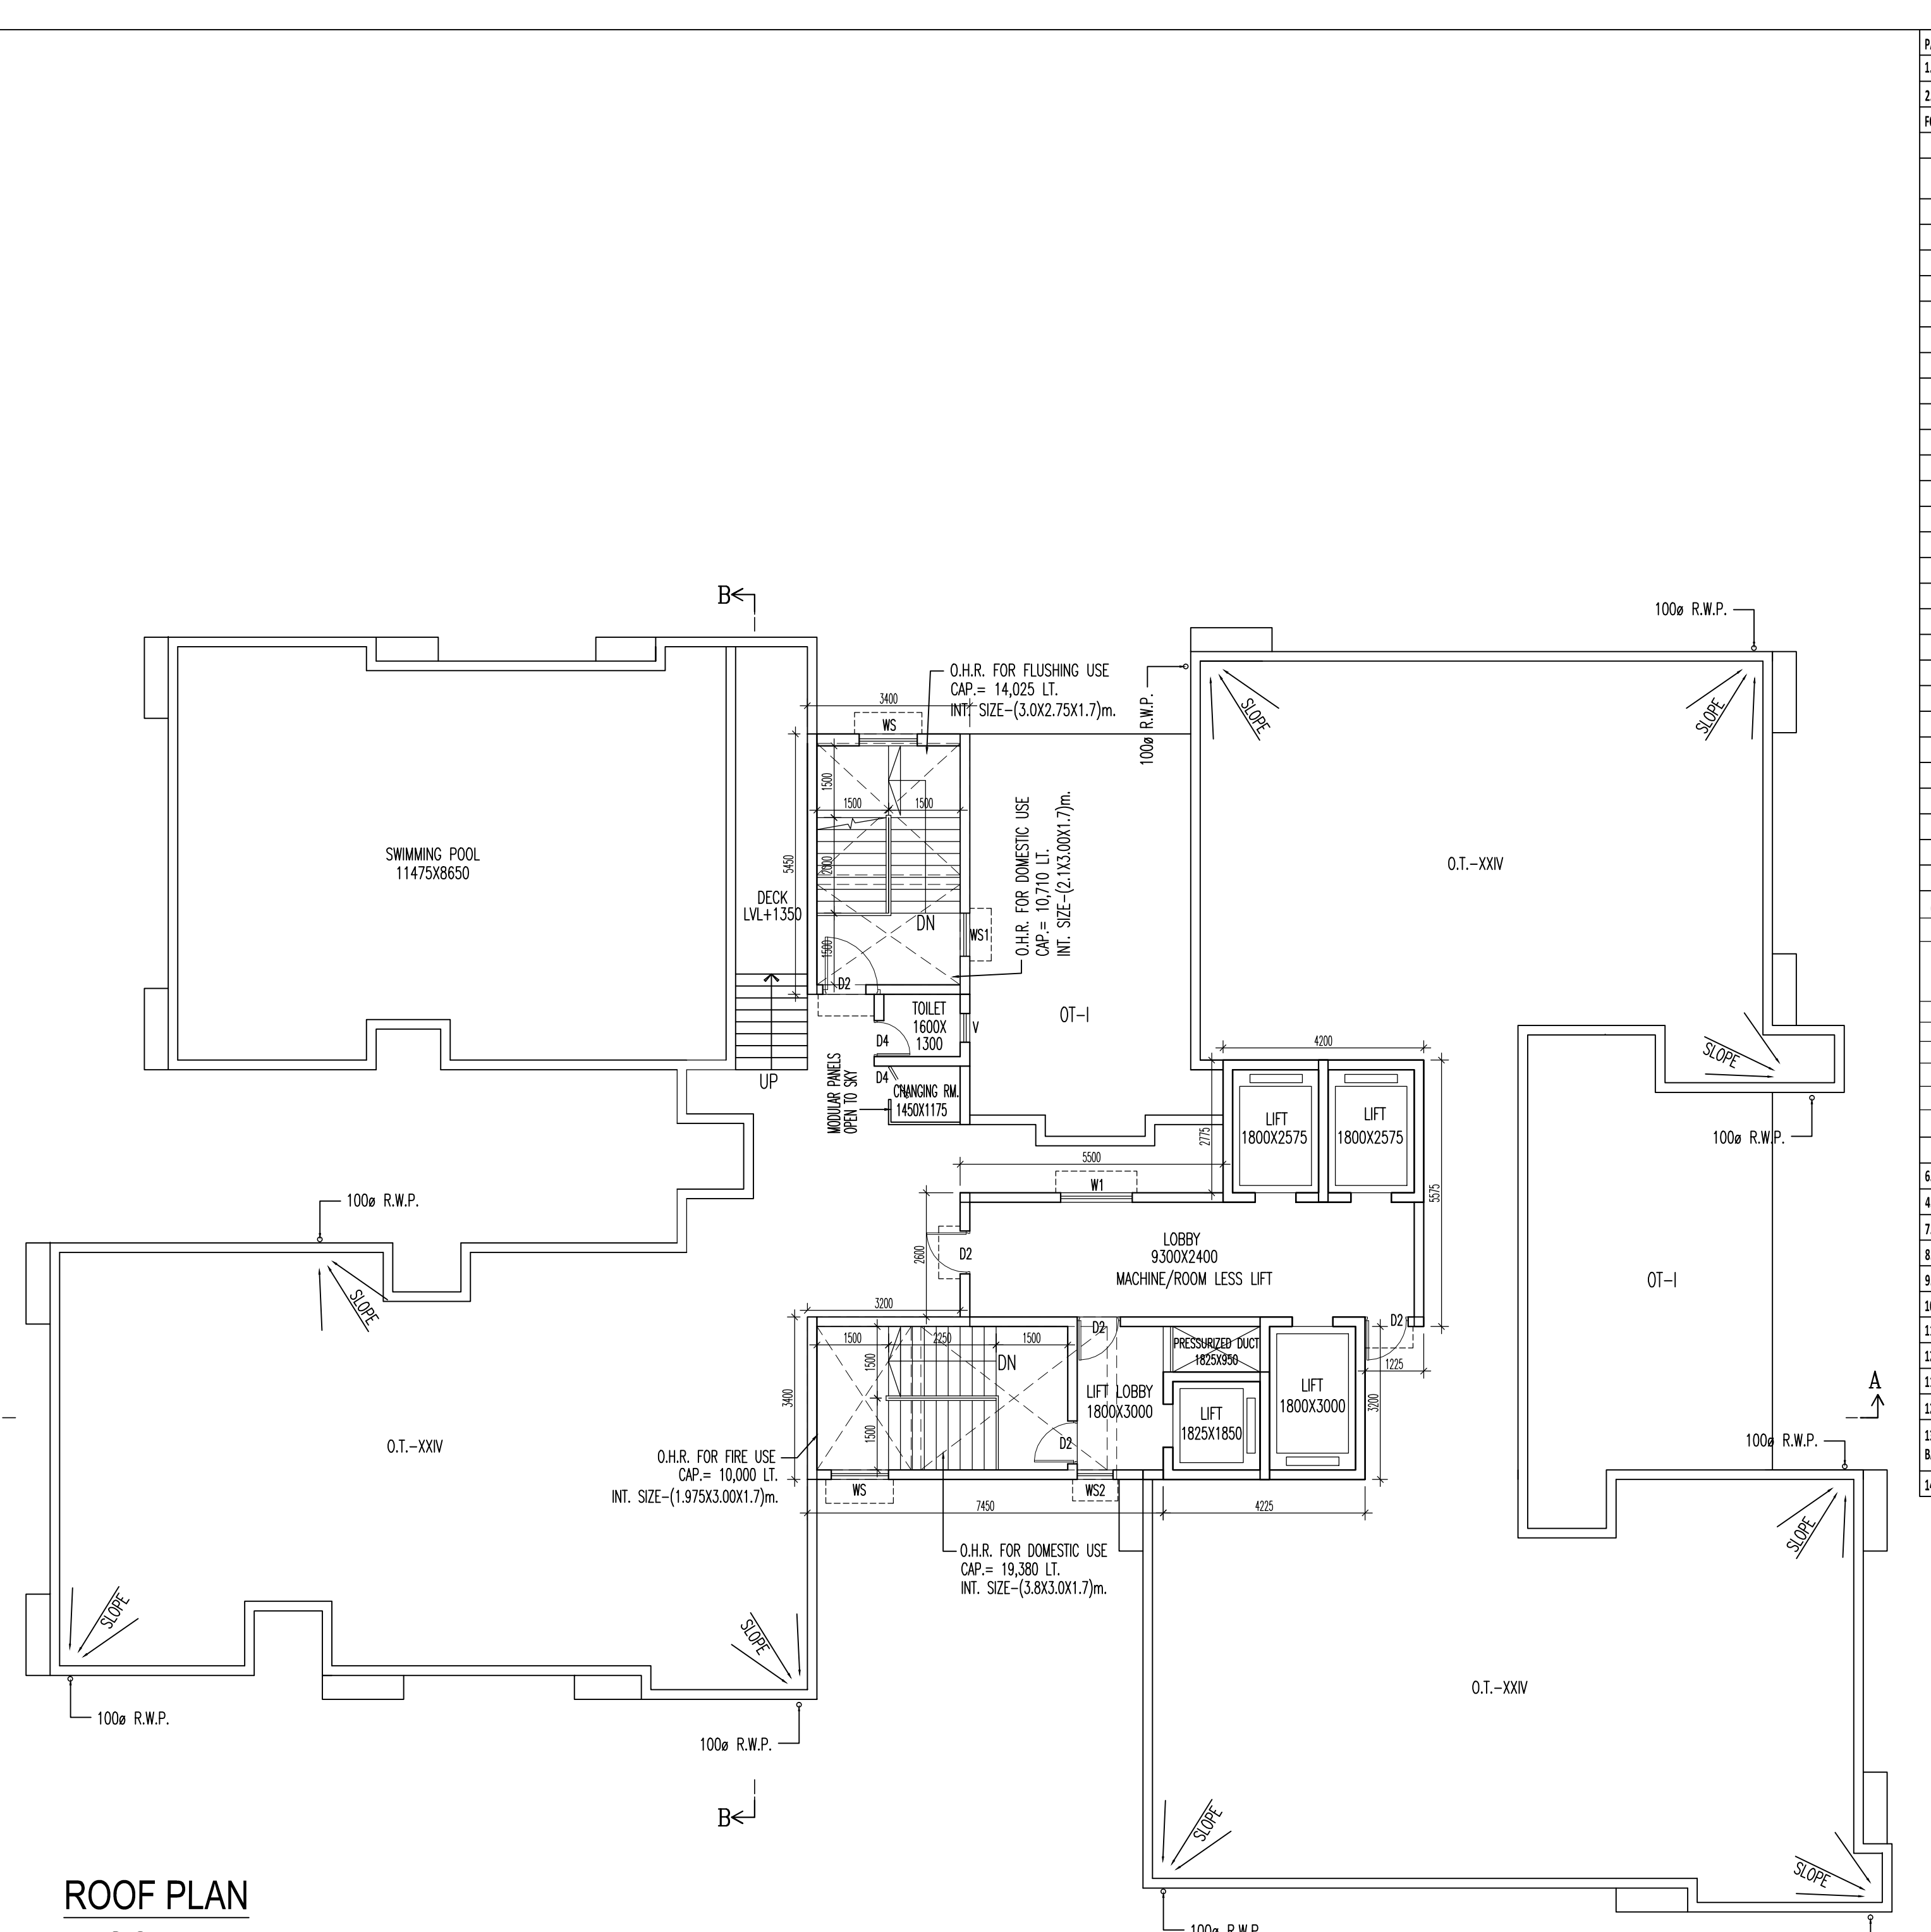 B
100ø R.W.P.
O.H.R. FOR FLUSHING USE
CAP.= 14,025 LT.
INT. SIZE-(3.0X2.75X1.7)m.
100ø R.W.P.
3400
WS
SLOPE
SLOPE
1500
1500
1500
5450
2000
1500
SWIMMING POOL
11475X8650
DECK
LVL+1350
DN
WS1
O.H.R. FOR DOMESTIC USE
CAP.= 10,710 LT.
INT. SIZE-(2.1X3.00X1.7)m.
O.T.-XXIV
D2
TOILET
1600X
1300
V
OT-I
D4
D4
UP
MODULAR PANELS
OPEN TO SKY
CHANGING RM.
1450X1175
4200
SLOPE
LIFT
1800X2575
LIFT
1800X2575
2775
100ø R.W.P.
5500
W1
5575
100ø R.W.P.
2600
D2
LOBBY
9300X2400
MACHINE/ROOM LESS LIFT
OT-I
SLOPE
3200
1500
2250
1500
1500
1500
3400
DN
D2
PRESSURIZED DUCT
1825X950
D2
1225
LIFT LOBBY
1800X3000
LIFT
1800X3000
LIFT
1825X1850
3200
D2
A
O.T.-XXIV
O.H.R. FOR FIRE USE
CAP.= 10,000 LT.
INT. SIZE-(1.975X3.00X1.7)m.
WS
WS2
7450
4225
100ø R.W.P.
SLOPE
O.H.R. FOR DOMESTIC USE
CAP.= 19,380 LT.
INT. SIZE-(3.8X3.0X1.7)m.
SLOPE
SLOPE
O.T.-XXIV
100ø R.W.P.
100ø R.W.P.
B
SLOPE
SLOPE
ROOF PLAN
100ø R.W.P.